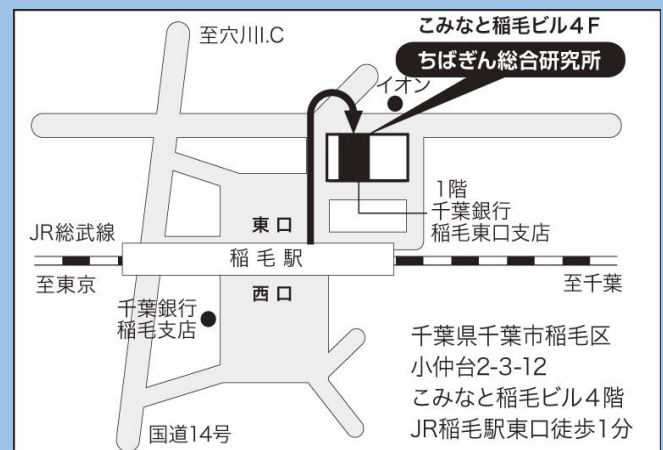 至穴川I.C
こみなと稲毛ビル4F
ちばぎん総合研究所
イオン
1階
千葉銀行
稲毛東口支店
東口
JR総武線
稲毛駅
至東京
至千葉
西口
千葉銀行
稲毛支店
国道14号
千葉県千葉市稲毛区
小仲台2-3-12
こみなと稲毛ビル4階
JR稲毛駅東口徒歩1分